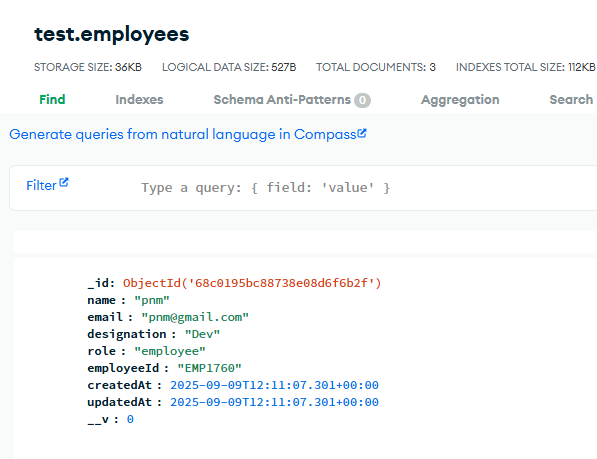 test.employees
STORAGE SIZE: 36KB LOGICAL DATA SIZE: 527B TOTAL DOCUMENTS: 3 INDEXES TOTAL SIZE: 112KB
Find Indexes Schema Anti-Patterns 0 Aggregation Search
Generate queries from natural language in Compass
Filter Type a query: { field: 'value' }
_id: ObjectId('68c0195bc88738e08d6f6b2f')
name : "pnm"
email : "pnm@gmail.com"
designation : "Dev"
role : "employee"
employeeId : "EMP1760"
createdAt : 2025-09-09T12:11:07.301+00:00
updatedAt : 2025-09-09T12:11:07.301+00:00
__v : 0